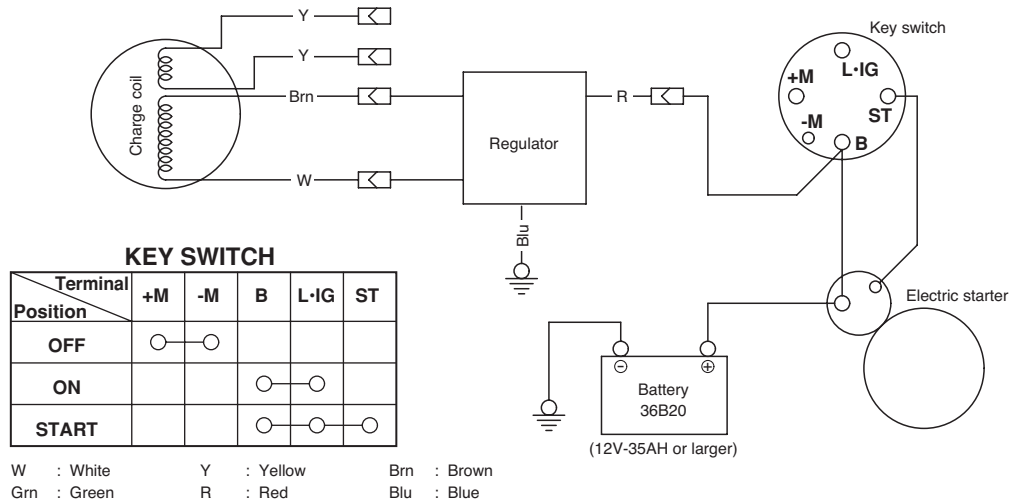 Y
Y
Brn
W
Charge coil
Regulator
Blu
R
Key switch
L•IG
+M
ST
-M
B
Electric starter
⊖ ⊕
Battery
36B20
(12V-35AH or larger)
KEY SWITCH
Terminal
Position
+M -M B L•IG ST
OFF
ON
START
W : White Y : Yellow Brn : Brown
Grn : Green R : Red Blu : Blue